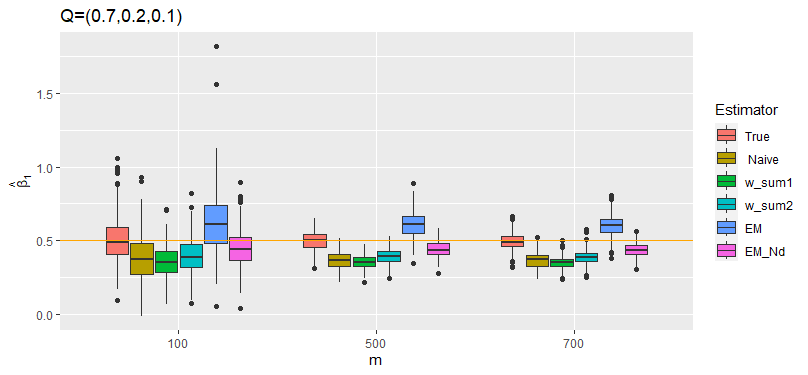 Q=(0.7,0.2,0.1)
1.5
1.0
0.5
0.0
β̂₁
100
500
700
m
Estimator
True
Naive
w_sum1
w_sum2
EM
EM_Nd